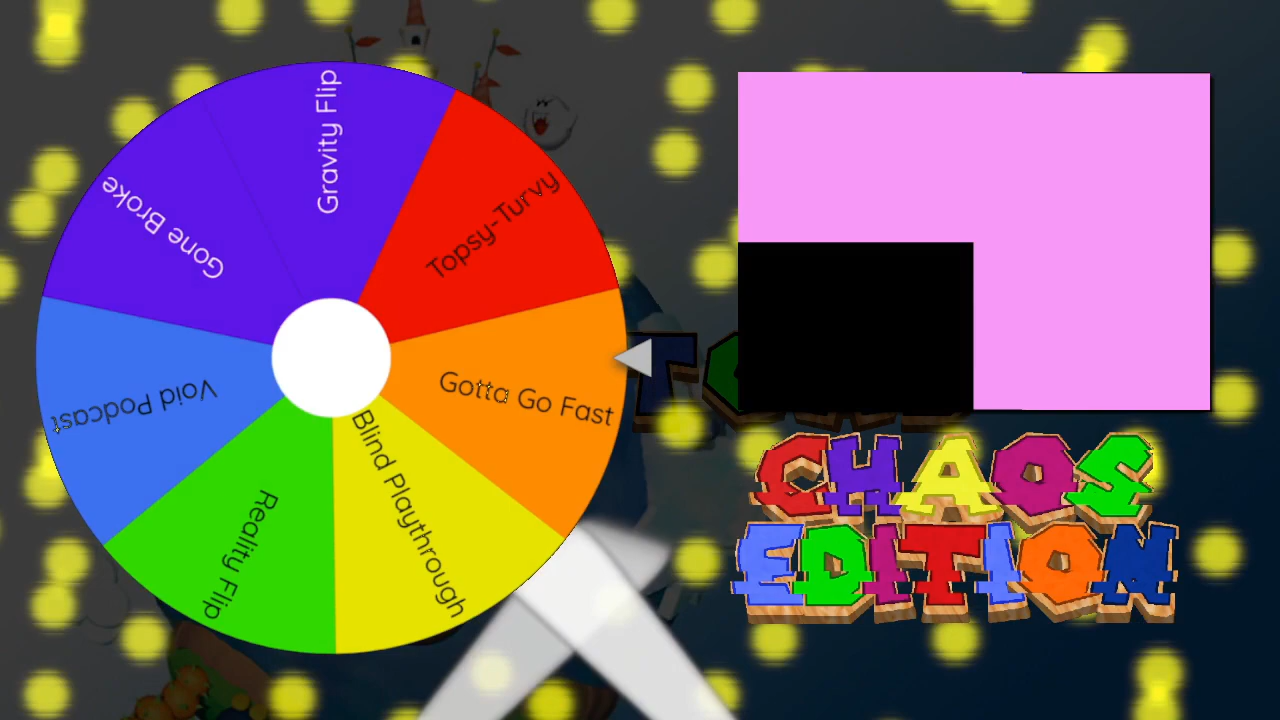 Gravity Flip
Topsy-Turvy
Gotta Go Fast
Blind Playthrough
Reality Flip
Void Podcast
Gone Broke
CHAOS
EDITION